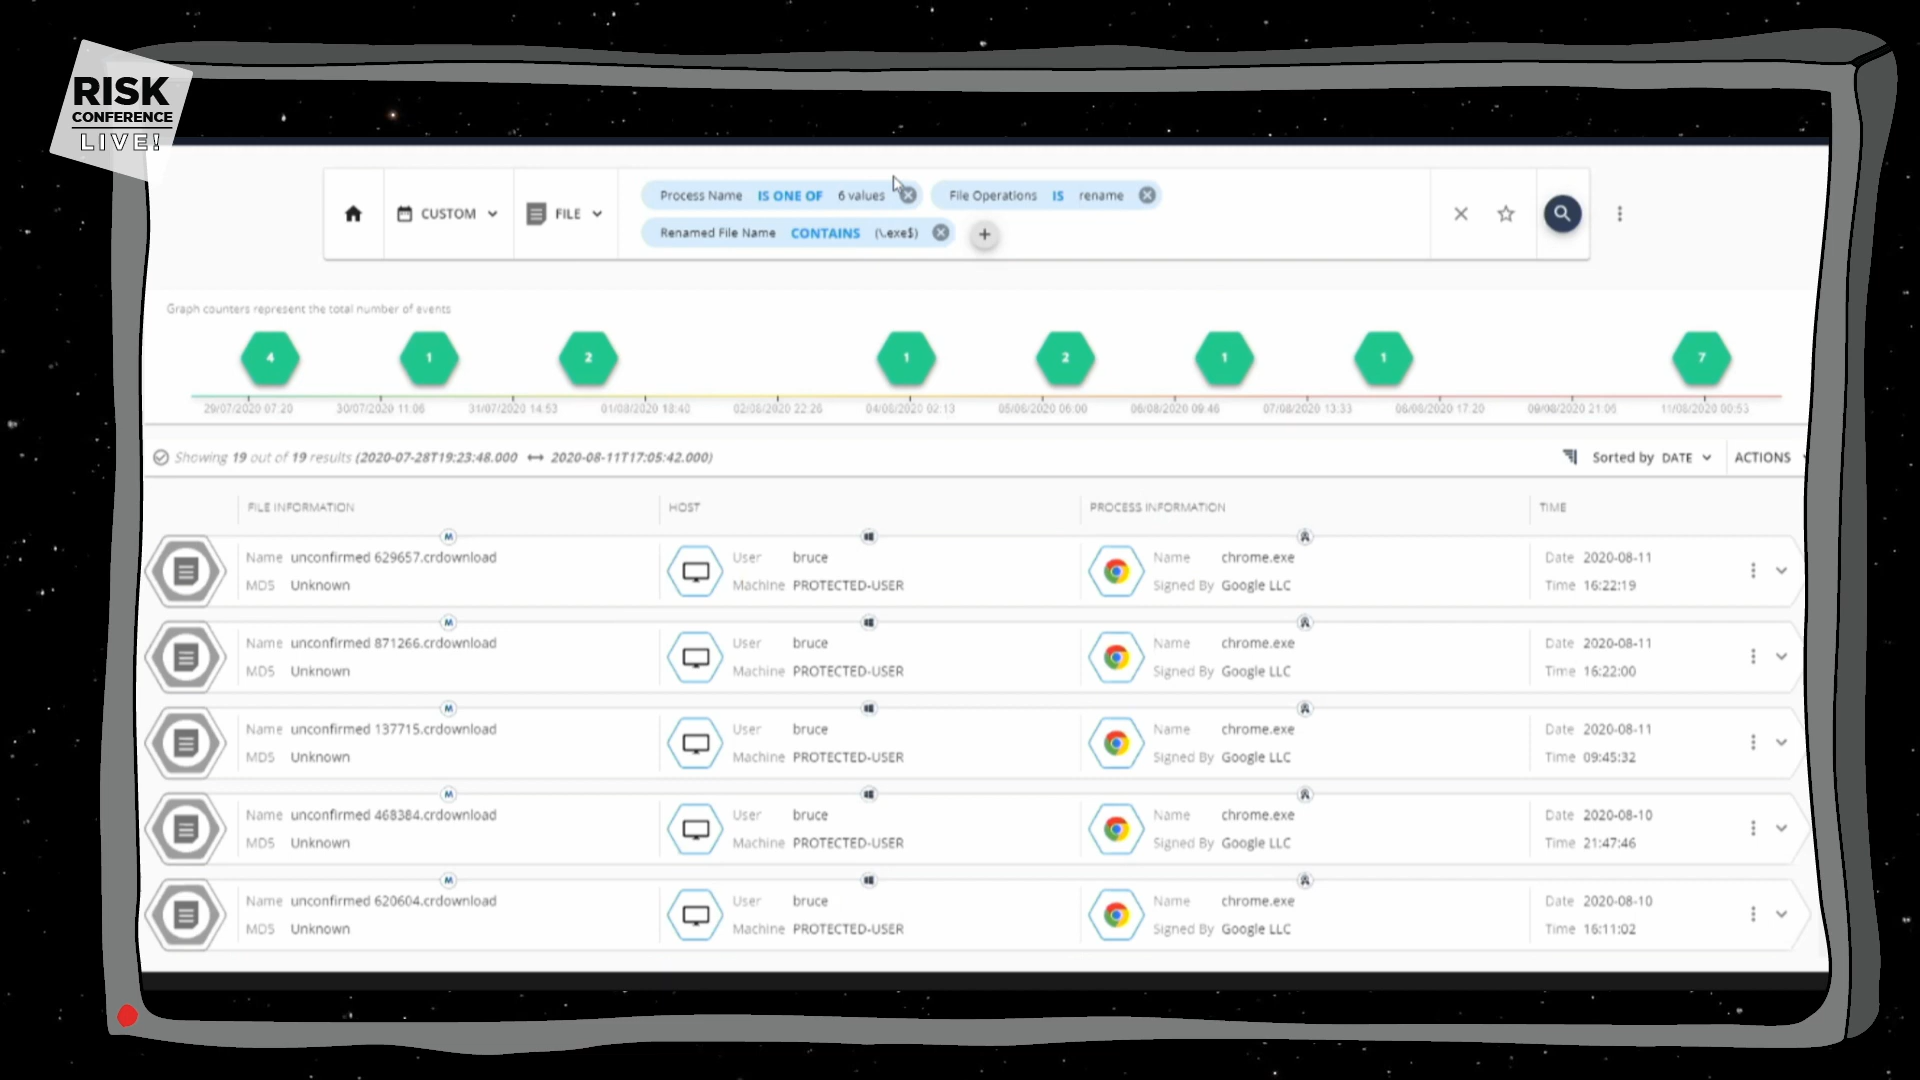 RISK
CONFERENCE
LIVE!
CUSTOM
FILE
Process Name IS ONE OF 6 values
File Operations IS rename
Renamed File Name CONTAINS (\.exe$)
Graph counters represent the total number of events
4 1 2 1 2 1 1 7
29/07/2020 07:20 30/07/2020 11:06 31/07/2020 14:53 01/08/2020 18:40 02/08/2020 22:26 04/08/2020 02:13 05/08/2020 06:00 06/08/2020 09:46 07/08/2020 13:33 08/08/2020 17:20 09/08/2020 21:06 11/08/2020 00:53
Showing 19 out of 19 results (2020-07-28T19:23:48.000 ↔ 2020-08-11T17:05:42.000)
Sorted by DATE
ACTIONS
FILE INFORMATION HOST PROCESS INFORMATION TIME
Name unconfirmed 629657.crdownload User bruce Name chrome.exe Date 2020-08-11
MD5 Unknown Machine PROTECTED-USER Signed By Google LLC Time 16:22:19
Name unconfirmed 871266.crdownload User bruce Name chrome.exe Date 2020-08-11
MD5 Unknown Machine PROTECTED-USER Signed By Google LLC Time 16:22:00
Name unconfirmed 137715.crdownload User bruce Name chrome.exe Date 2020-08-11
MD5 Unknown Machine PROTECTED-USER Signed By Google LLC Time 09:45:32
Name unconfirmed 468384.crdownload User bruce Name chrome.exe Date 2020-08-10
MD5 Unknown Machine PROTECTED-USER Signed By Google LLC Time 21:47:46
Name unconfirmed 620604.crdownload User bruce Name chrome.exe Date 2020-08-10
MD5 Unknown Machine PROTECTED-USER Signed By Google LLC Time 16:11:02